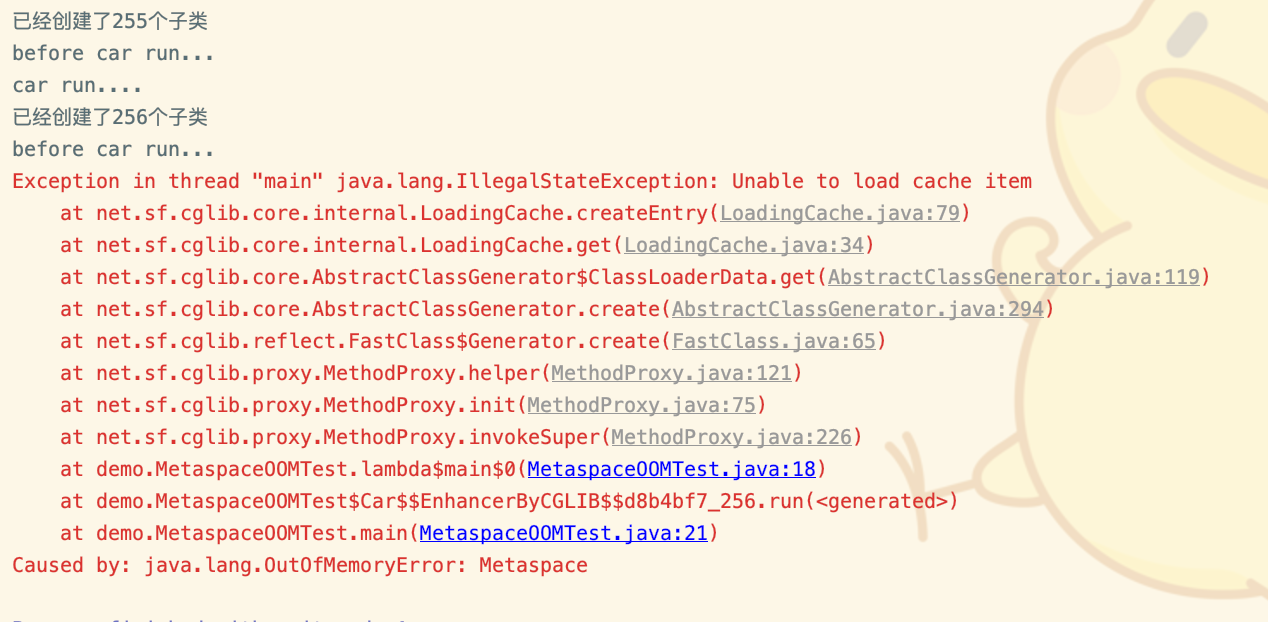 已经创建了255个子类
before car run...
car run....
已经创建了256个子类
before car run...
Exception in thread "main" java.lang.IllegalStateException: Unable to load cache item
at net.sf.cglib.core.internal.LoadingCache.createEntry(LoadingCache.java:79)
at net.sf.cglib.core.internal.LoadingCache.get(LoadingCache.java:34)
at net.sf.cglib.core.AbstractClassGenerator$ClassLoaderData.get(AbstractClassGenerator.java:119)
at net.sf.cglib.core.AbstractClassGenerator.create(AbstractClassGenerator.java:294)
at net.sf.cglib.reflect.FastClass$Generator.create(FastClass.java:65)
at net.sf.cglib.proxy.MethodProxy.helper(MethodProxy.java:121)
at net.sf.cglib.proxy.MethodProxy.init(MethodProxy.java:75)
at net.sf.cglib.proxy.MethodProxy.invokeSuper(MethodProxy.java:226)
at demo.MetaspaceOOMTest.lambda$main$0(MetaspaceOOMTest.java:18)
at demo.MetaspaceOOMTest$Car$$EnhancerByCGLIB$$d8b4bf7_256.run(<generated>)
at demo.MetaspaceOOMTest.main(MetaspaceOOMTest.java:21)
Caused by: java.lang.OutOfMemoryError: Metaspace